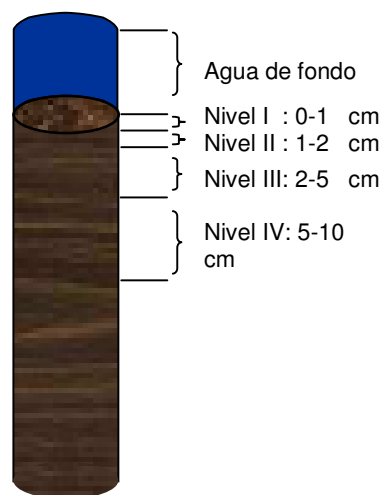 Agua de fondo
Nivel I : 0-1 cm
Nivel II : 1-2 cm
Nivel III: 2-5 cm
Nivel IV: 5-10
cm